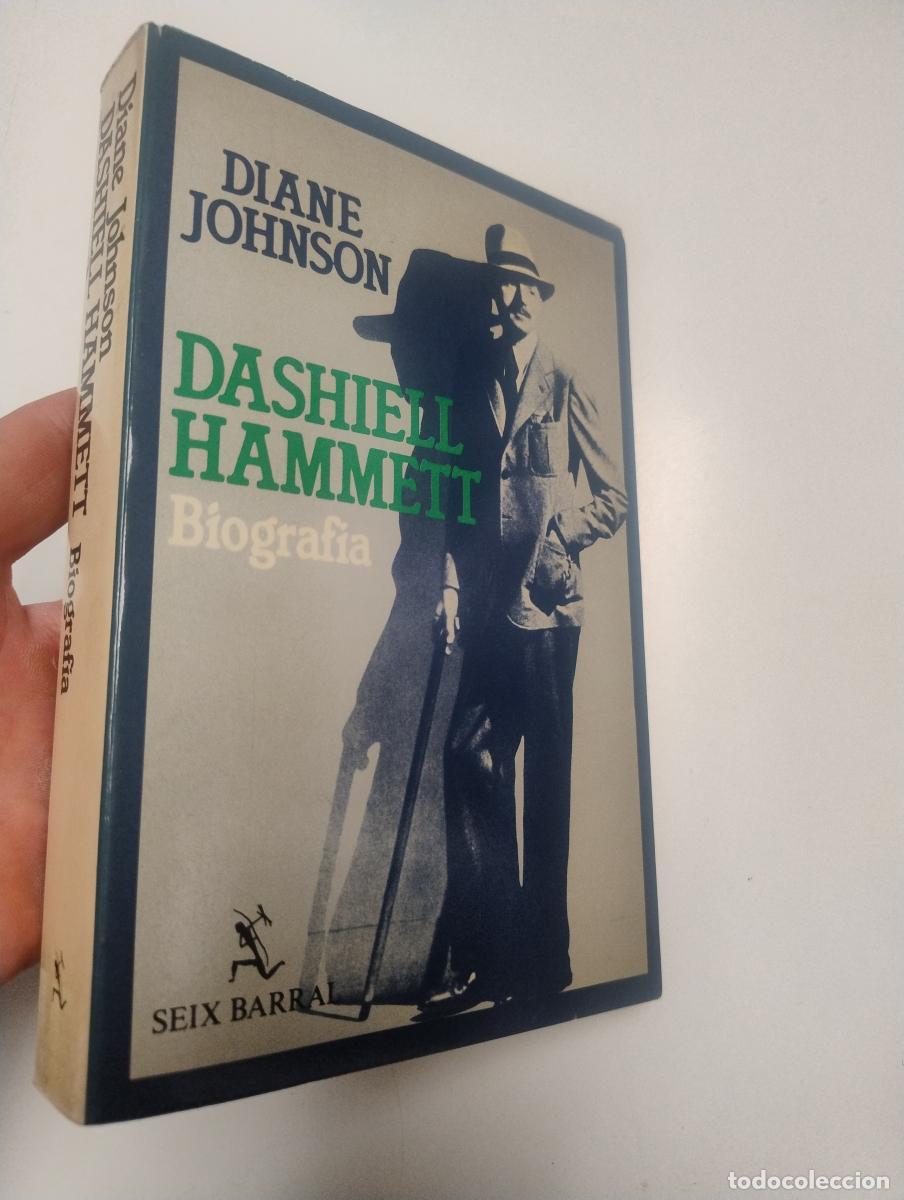 Diane Johnson
DASHIELL HAMMETT Biografía
DIANE
JOHNSON
DASHIELL
HAMMETT
Biografía
SEIX BARRAL
todocoleccion